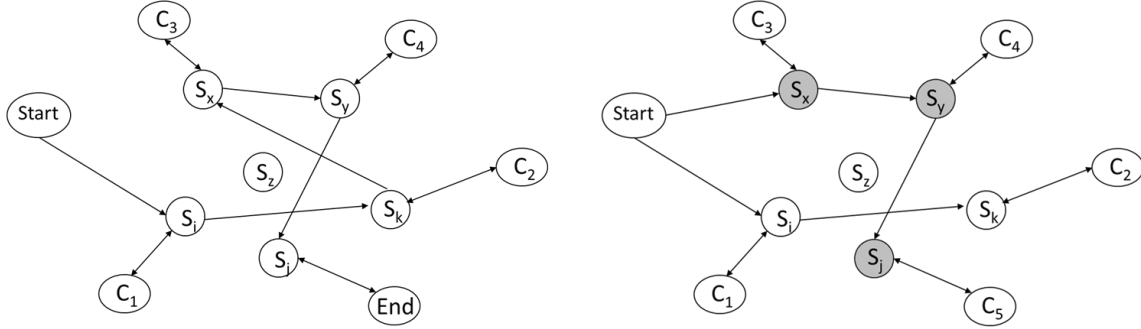 C3
C4
Sx
Sy
Start
Sz
C2
Si
Sk
Sj
C1
End
C3
C4
Sx
Sy
Start
Sz
C2
Si
Sk
Sj
C1
C5